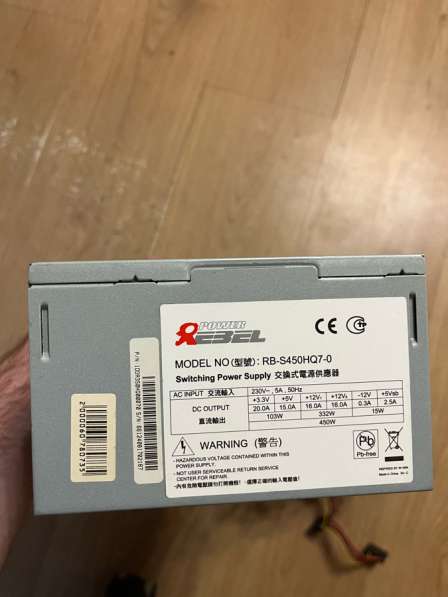 POWER
REBEL
MODEL NO(型號): RB-S450HQ7-0
Switching Power Supply 交換式電源供應器
AC INPUT 交流輸入 230V~, 5A, 50Hz
DC OUTPUT
直流輸出
+3.3V +5V +12V₁ +12V₂ -12V +5Vsb
20.0A 15.0A 16.0A 16.0A 0.3A 2.5A
103W 332W 15W
450W
WARNING (警告)
- HAZARDOUS VOLTAGE CONTAINED WITHIN THIS
POWER SUPPLY.
- NOT USER SERVICEABLE RETURN SERVICE
CENTER FOR REPAIR.
Pb
Pb-free
CE
CCC